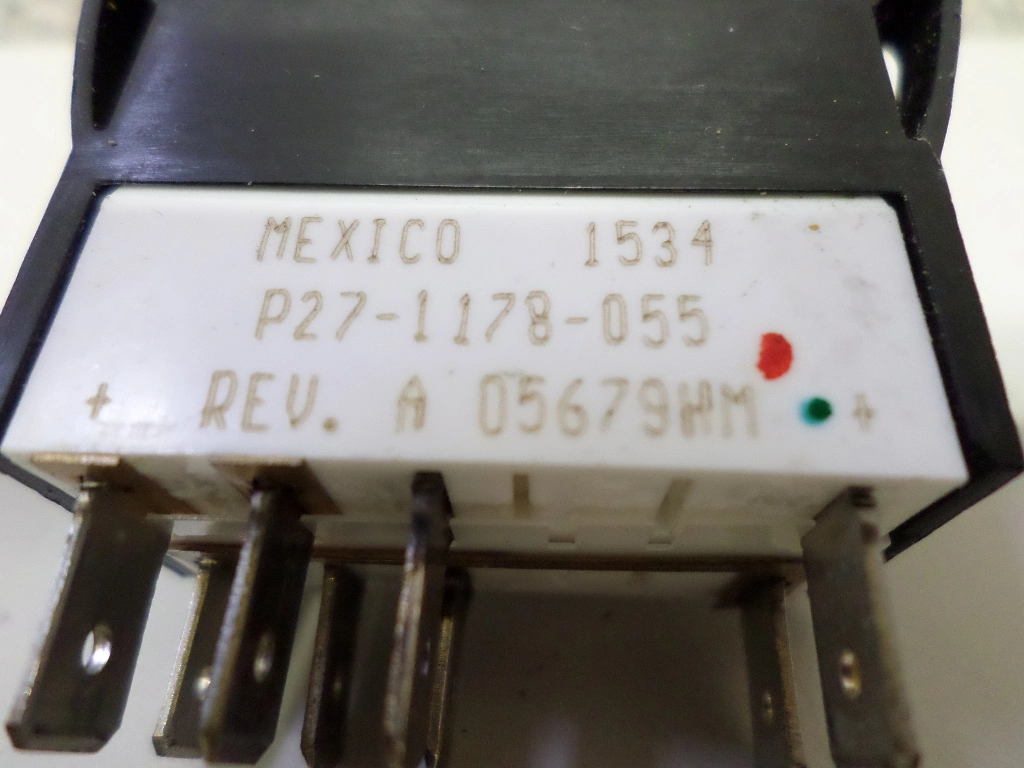 MEXICO 1534
P27-1178-055
+ REV. A 05679HM +